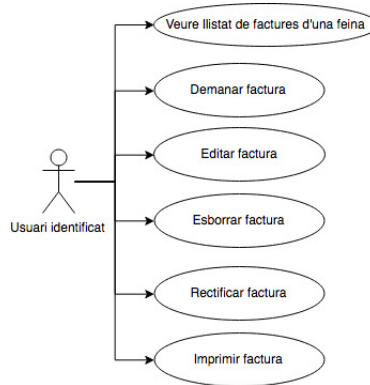 Veure llistat de factures d'una feina
Demanar factura
Editar factura
Usuari identificat
Esborrar factura
Rectificar factura
Imprimir factura